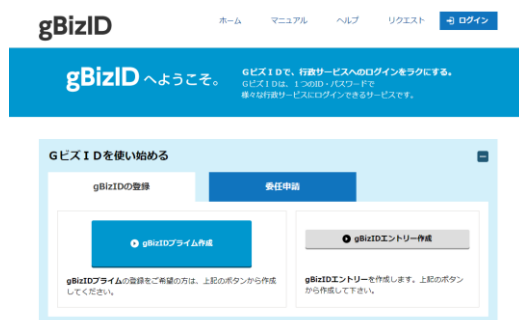 gBizID
ホーム マニュアル ヘルプ リクエスト ログイン
gBizID へようこそ。
GビズIDで、行政サービスへのログインをラクにする。
GビズIDは、1つのID・パスワードで
様々な行政サービスにログインできるサービスです。
GビズIDを使い始める
gBizIDの登録 委任申請
gBizIDプライム作成
gBizIDプライムの登録をご希望の方は、上記のボタンから作成
してください。
gBizIDエントリー作成
gBizIDエントリーを作成します。上記のボタン
から作成して下さい。